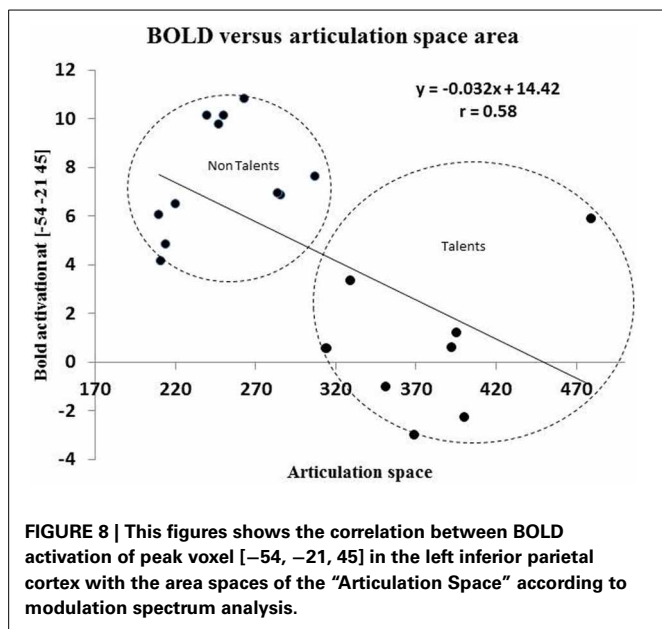 BOLD versus articulation space area
y = -0.032x + 14.42
r = 0.58
Non Talents
Talents
Bold activation at [-54 -21 45]
12
10
8
6
4
2
0
-2
-4
170 220 270 320 370 420 470
Articulation space
FIGURE 8 | This figures shows the correlation between BOLD
activation of peak voxel [−54, −21, 45] in the left inferior parietal
cortex with the area spaces of the “Articulation Space” according to
modulation spectrum analysis.